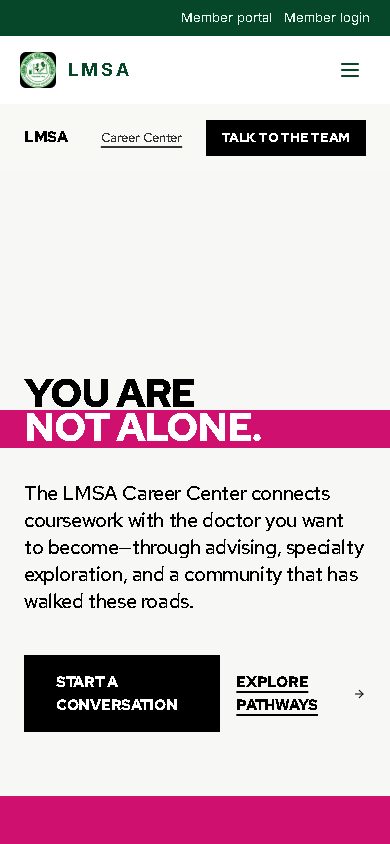 Member portal Member login
LMSA
LMSA Career Center TALK TO THE TEAM
YOU ARE
NOT ALONE.
The LMSA Career Center connects
coursework with the doctor you want
to become—through advising, specialty
exploration, and a community that has
walked these roads.
START A
CONVERSATION
EXPLORE
PATHWAYS →